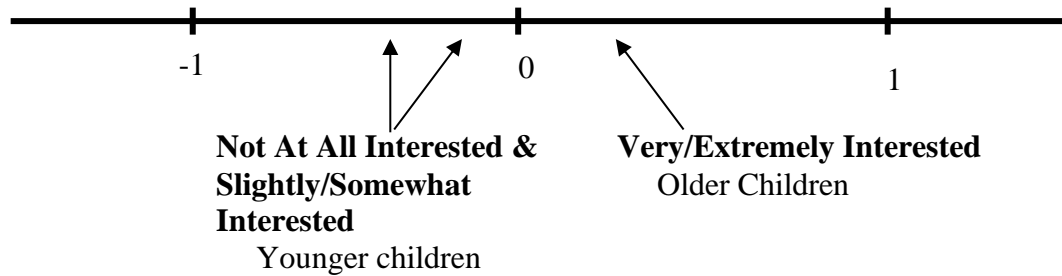 -1 0 1
Not At All Interested & Very/Extremely Interested
Slightly/Somewhat Older Children
Interested
Younger children